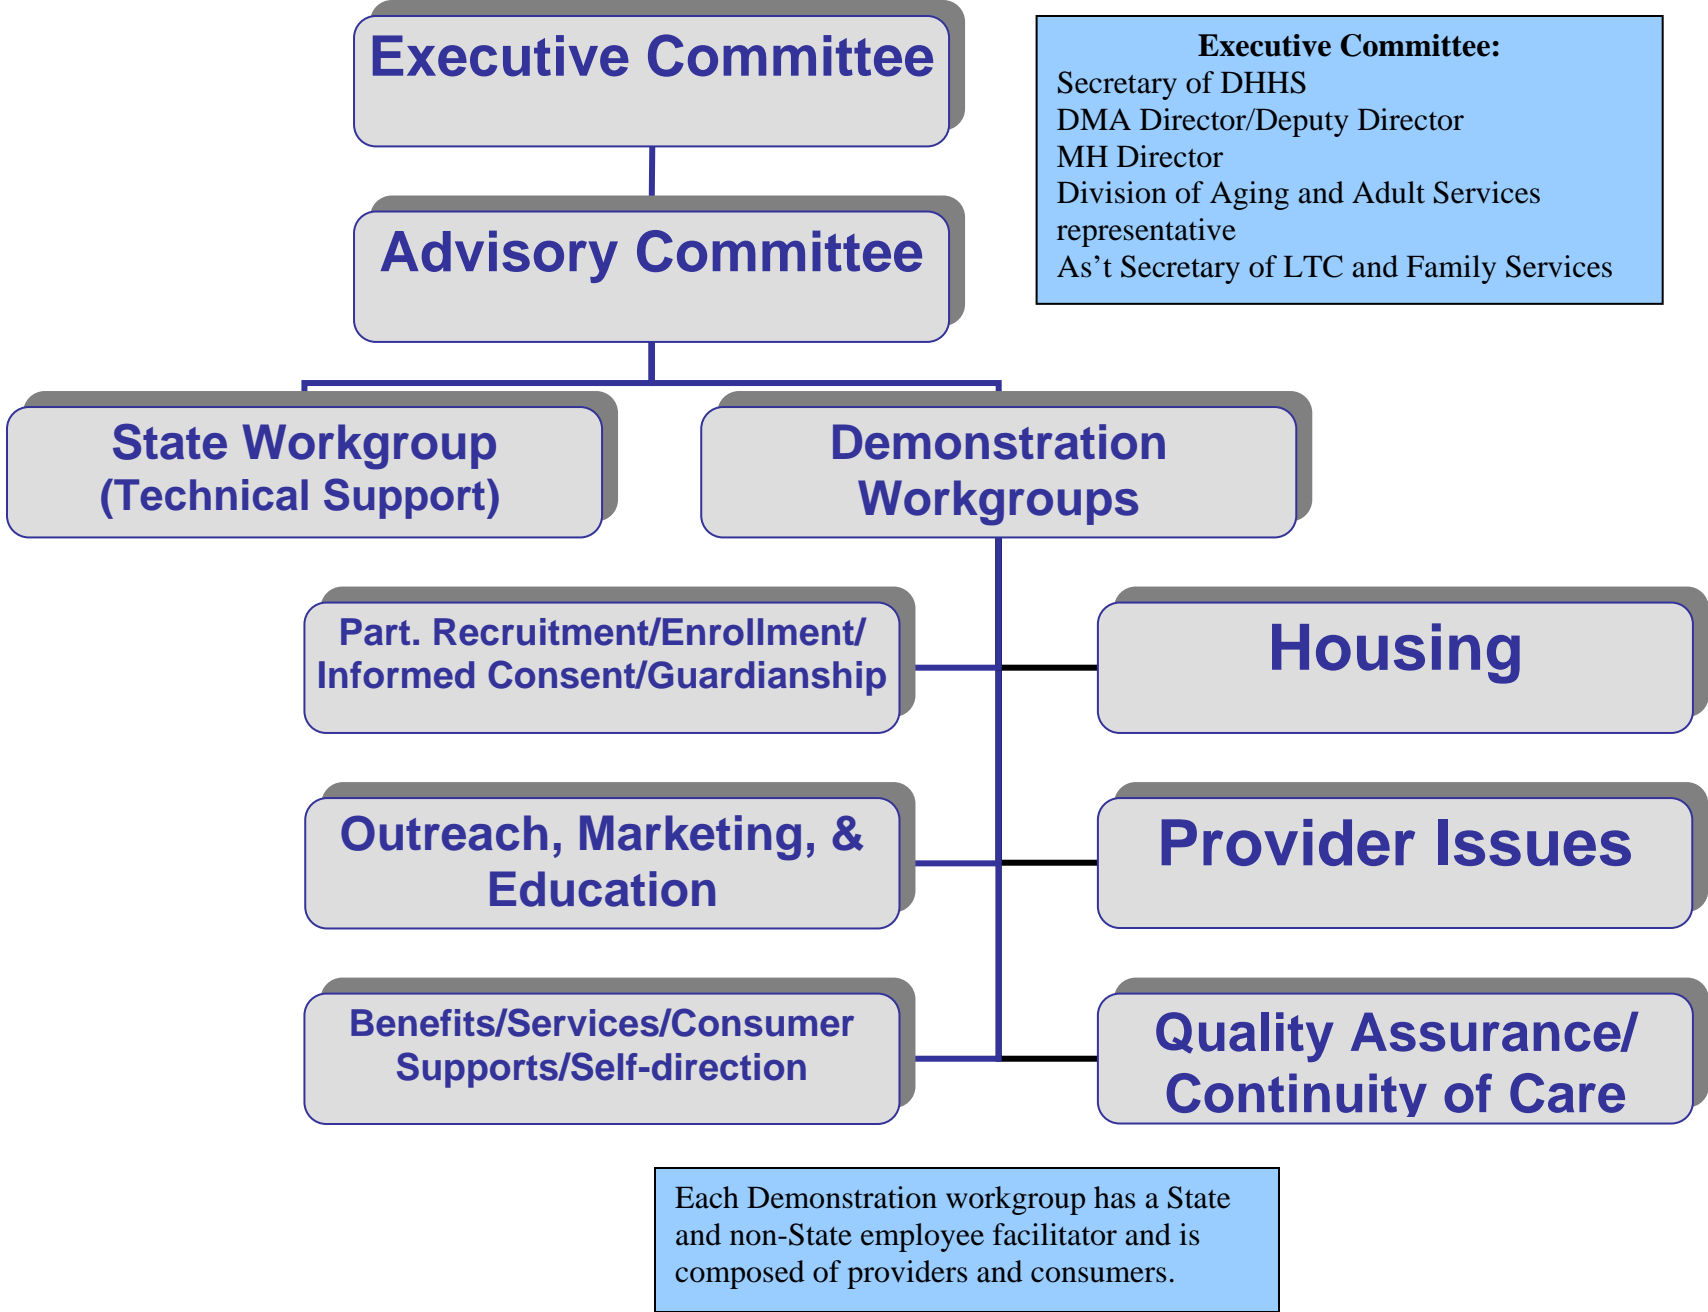 Executive Committee
Executive Committee:
Secretary of DHHS
DMA Director/Deputy Director
MH Director
Division of Aging and Adult Services
representative
As’t Secretary of LTC and Family Services
Advisory Committee
State Workgroup
(Technical Support)
Demonstration
Workgroups
Part. Recruitment/Enrollment/
Informed Consent/Guardianship
Housing
Outreach, Marketing, &
Education
Provider Issues
Benefits/Services/Consumer
Supports/Self-direction
Quality Assurance/
Continuity of Care
Each Demonstration workgroup has a State
and non-State employee facilitator and is
composed of providers and consumers.